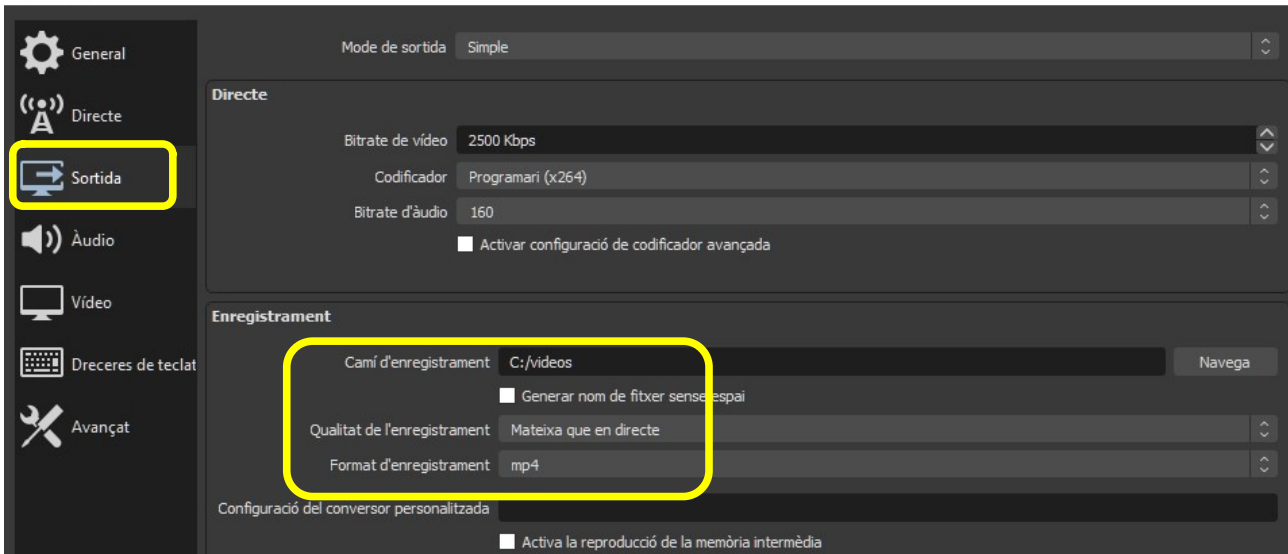 General
Directe
Sortida
Àudio
Vídeo
Dreceres de teclat
Avançat
Mode de sortida Simple
Directe
Bitrate de vídeo 2500 Kbps
Codificador Programari (x264)
Bitrate d'àudio 160
Activar configuració de codificador avançada
Enregistrament
Camí d'enregistrament C:/videos Navega
Generar nom de fitxer sense espai
Qualitat de l'enregistrament Mateixa que en directe
Format d'enregistrament mp4
Configuració del conversor personalitzada
Activa la reproducció de la memòria intermèdia